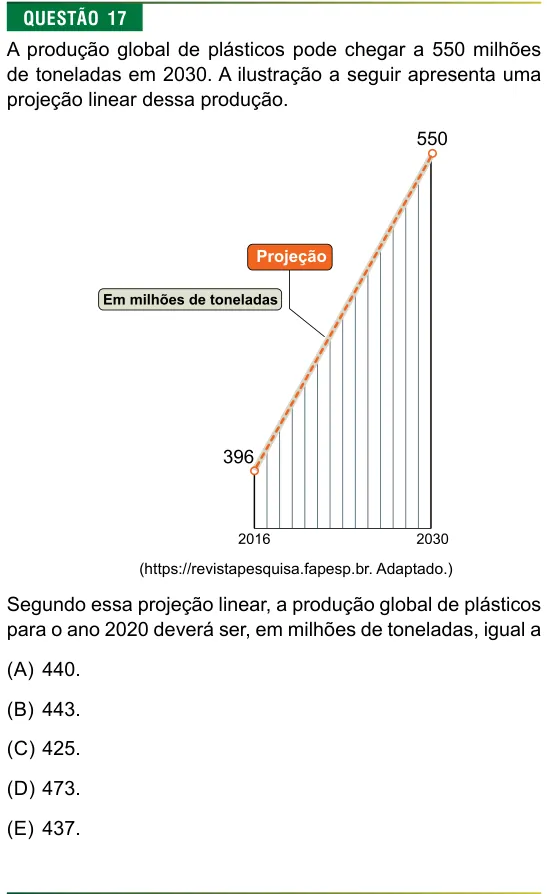 QUESTÃO 17
A produção global de plásticos pode chegar a 550 milhões
de toneladas em 2030. A ilustração a seguir apresenta uma
projeção linear dessa produção.
550
Projeção
Em milhões de toneladas
396
2016
2030
(https://revistapesquisa.fapesp.br. Adaptado.)
Segundo essa projeção linear, a produção global de plásticos
para o ano 2020 deverá ser, em milhões de toneladas, igual a
(A) 440.
(B) 443.
(C) 425.
(D) 473.
(E) 437.